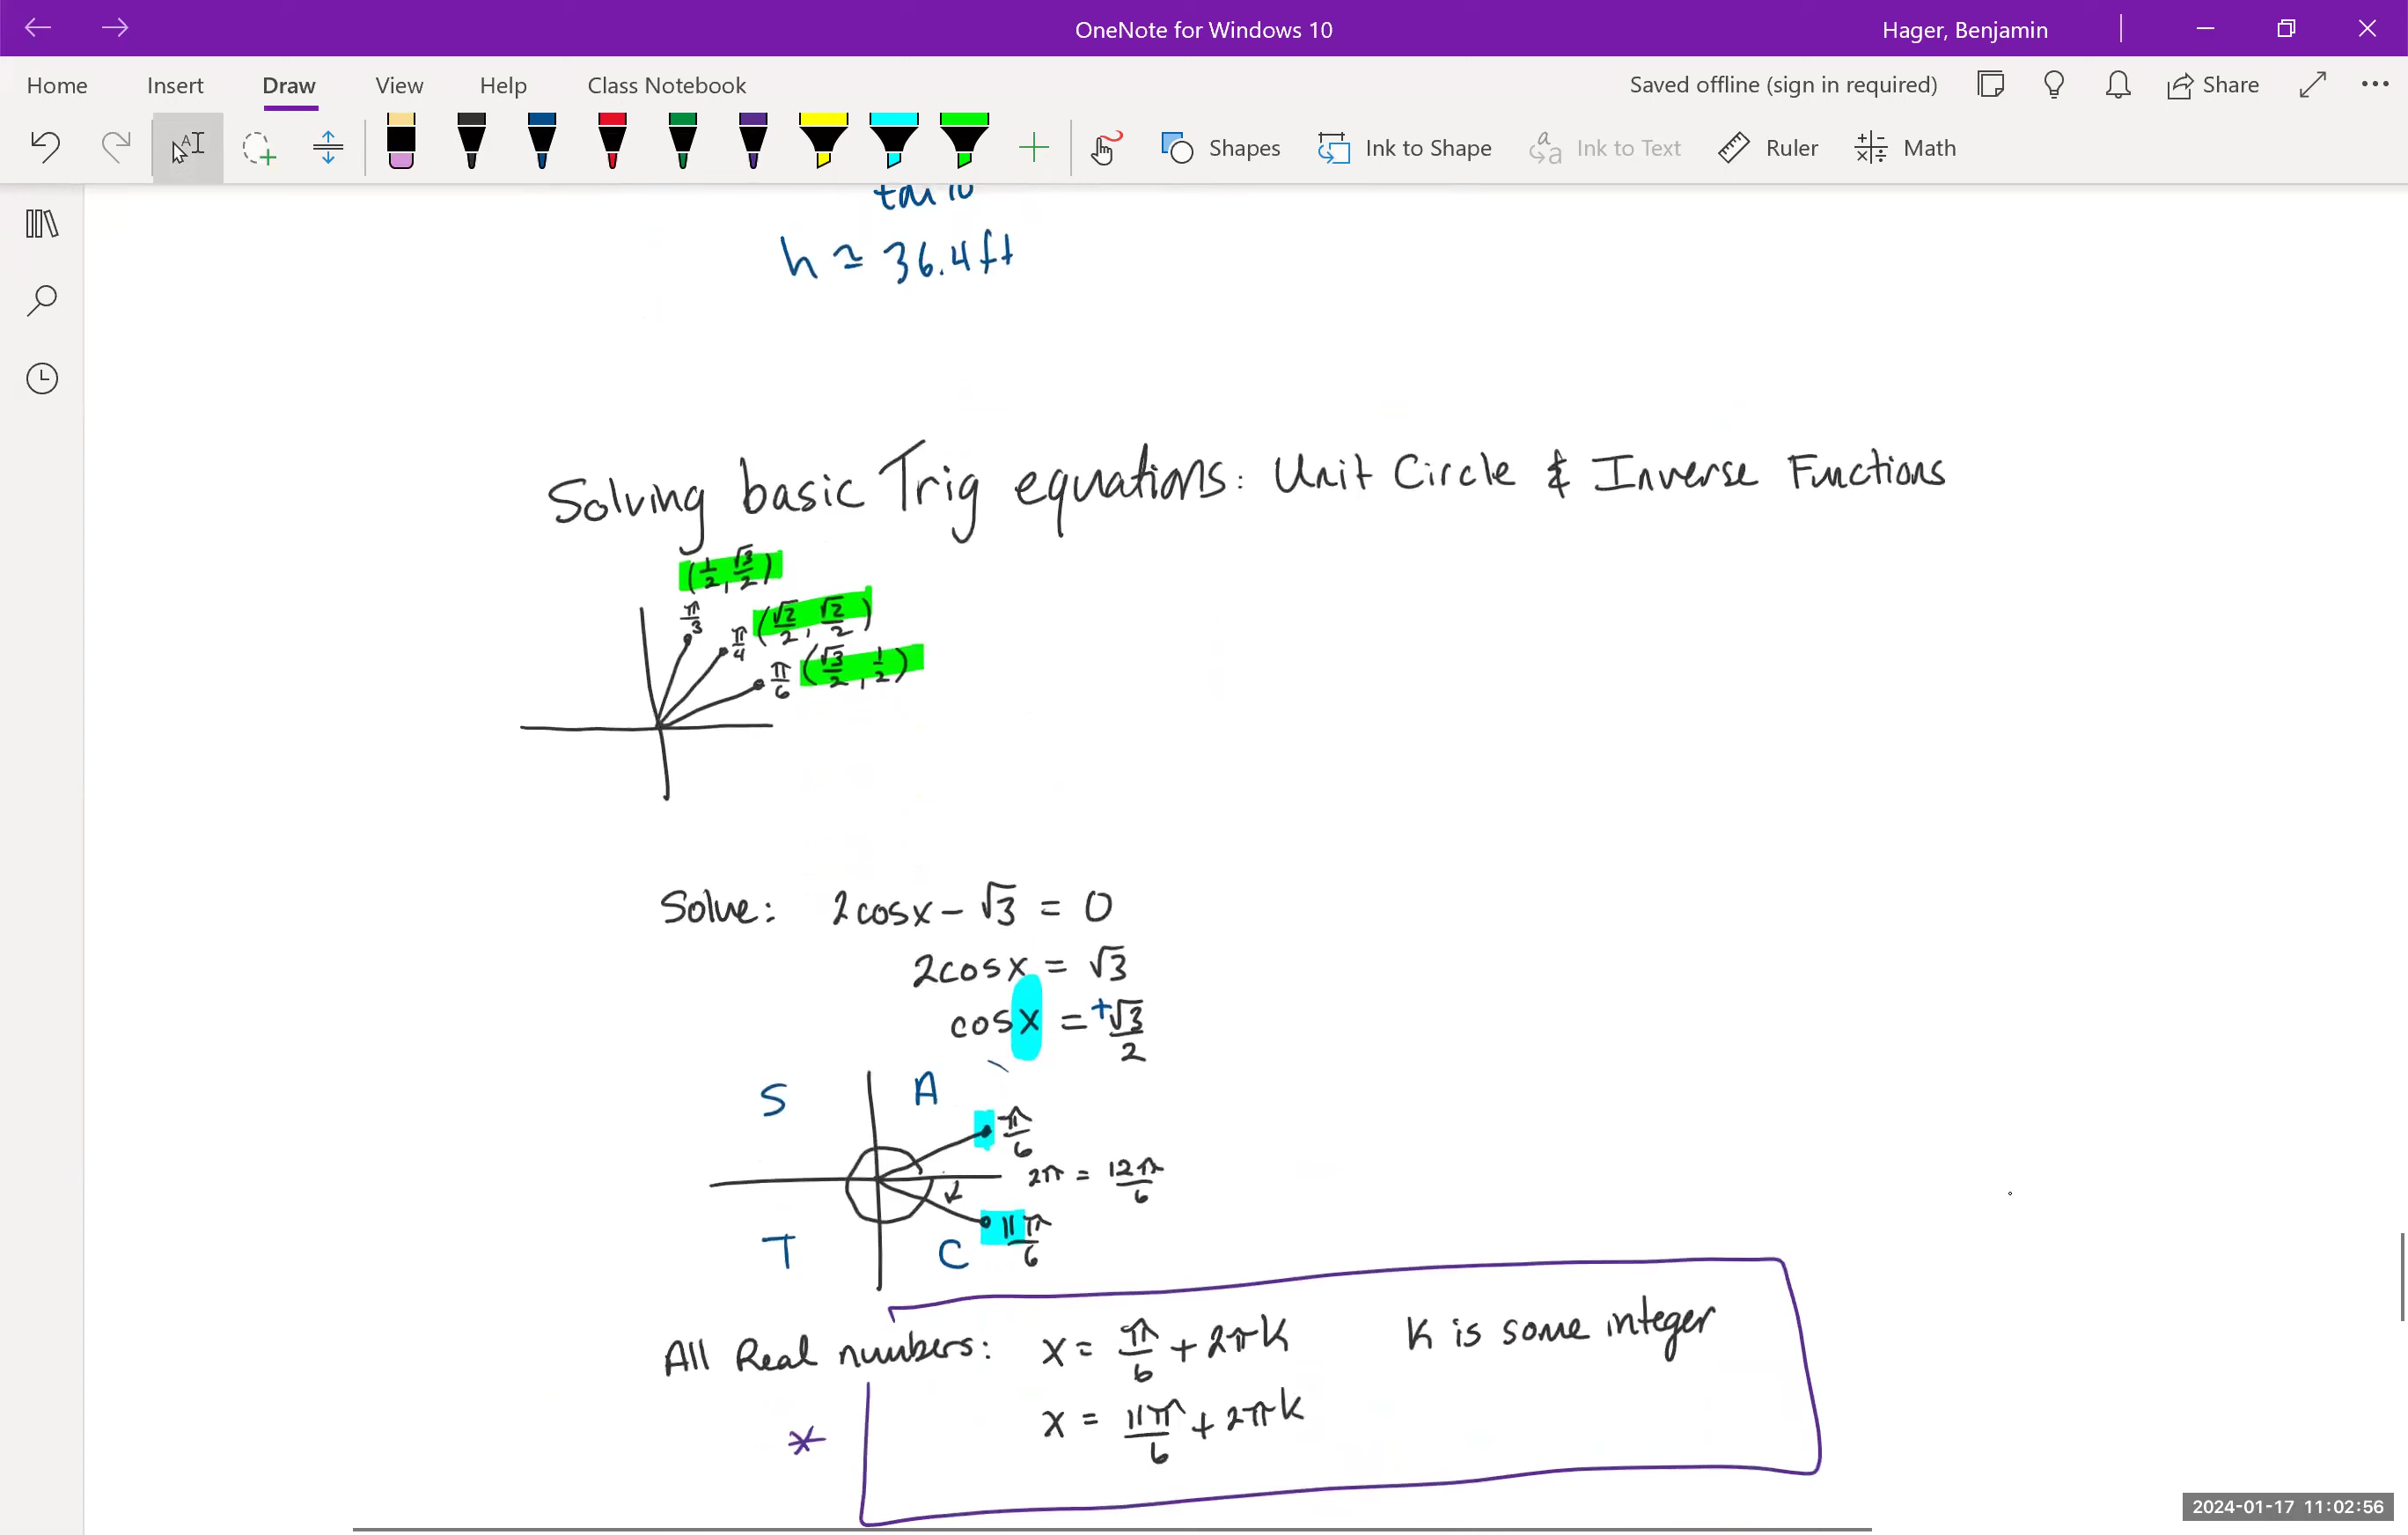 OneNote for Windows 10
Hager, Benjamin
Home Insert Draw View Help Class Notebook
Saved offline (sign in required) Share
Shapes Ink to Shape Ink to Text Ruler Math
h ≃ 36.4 ft
Solving basic Trig equations: Unit Circle & Inverse Functions
(1/2, √3/2)
π/3
π/4 (√2/2, √2/2)
π/6 (√3/2, 1/2)
Solve: 2cosx - √3 = 0
2cosx = √3
cosx = +√3/2
S A
π/6
2π = 12π/6
T C
11π/6
All Real numbers: x = π/6 + 2πk k is some integer
* x = 11π/6 + 2πk
2024-01-17 11:02:56